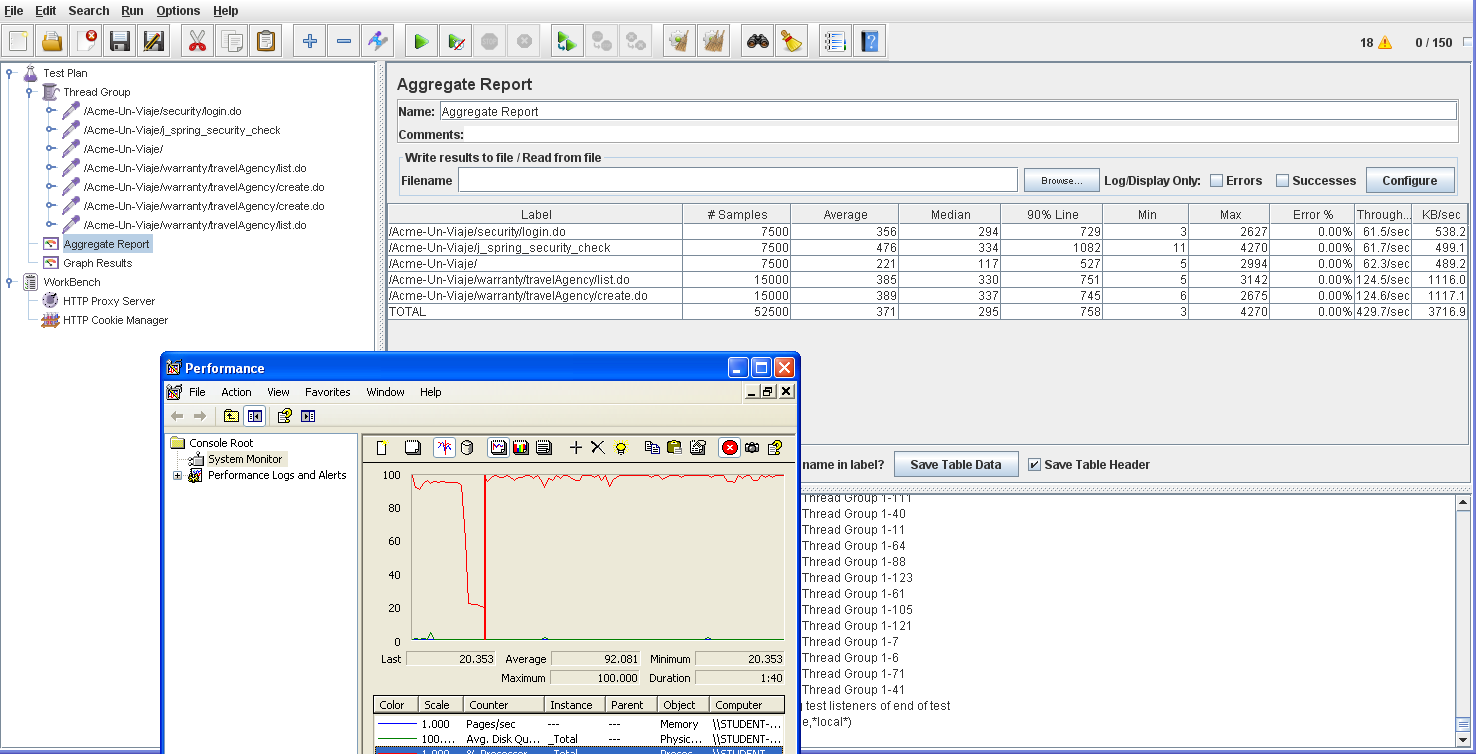 File Edit Search Run Options Help
18 0 / 150
Test Plan
Thread Group
/Acme-Un-Viaje/security/login.do
/Acme-Un-Viaje/j_spring_security_check
/Acme-Un-Viaje/
/Acme-Un-Viaje/warranty/travelAgency/list.do
/Acme-Un-Viaje/warranty/travelAgency/create.do
/Acme-Un-Viaje/warranty/travelAgency/create.do
/Acme-Un-Viaje/warranty/travelAgency/list.do
Aggregate Report
Graph Results
WorkBench
HTTP Proxy Server
HTTP Cookie Manager
Aggregate Report
Name: Aggregate Report
Comments:
Write results to file / Read from file
Filename Browse... Log/Display Only: Errors Successes Configure
Label # Samples Average Median 90% Line Min Max Error % Through... KB/sec
/Acme-Un-Viaje/security/login.do 7500 356 294 729 3 2627 0.00% 61.5/sec 538.2
/Acme-Un-Viaje/j_spring_security_check 7500 476 334 1082 11 4270 0.00% 61.7/sec 499.1
/Acme-Un-Viaje/ 7500 221 117 527 5 2994 0.00% 62.3/sec 489.2
/Acme-Un-Viaje/warranty/travelAgency/list.do 15000 385 330 751 5 3142 0.00% 124.5/sec 1116.0
/Acme-Un-Viaje/warranty/travelAgency/create.do 15000 389 337 745 6 2675 0.00% 124.6/sec 1117.1
TOTAL 52500 371 295 758 3 4270 0.00% 429.7/sec 3716.9
name in label? Save Table Data Save Table Header
Thread Group 1-111
Thread Group 1-40
Thread Group 1-11
Thread Group 1-64
Thread Group 1-88
Thread Group 1-123
Thread Group 1-61
Thread Group 1-105
Thread Group 1-121
Thread Group 1-7
Thread Group 1-6
Thread Group 1-71
Thread Group 1-41
test listeners of end of test
e,*local*)
Performance
File Action View Favorites Window Help
Console Root
System Monitor
Performance Logs and Alerts
100
80
60
40
20
0
Last 20.353 Average 92.081 Minimum 20.353
Maximum 100.000 Duration 1:40
Color Scale Counter Instance Parent Object Computer
1.000 Pages/sec --- --- Memory \\STUDENT-...
100.... Avg. Disk Qu... _Total --- Physic... \\STUDENT-...
1.000 % Processor _Total --- Proces... \\STUDENT-...